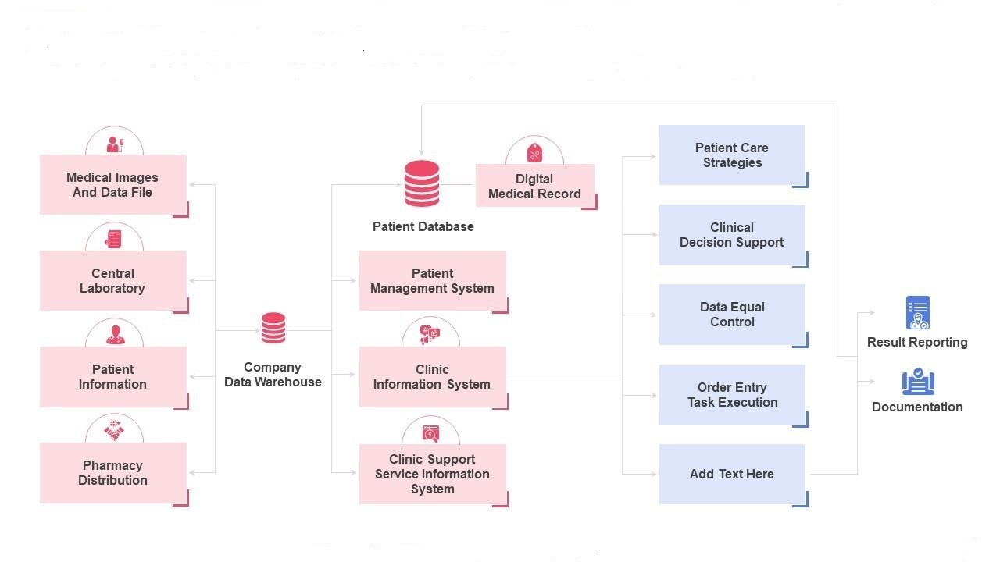 Medical Images
And Data File
Central
Laboratory
Patient
Information
Pharmacy
Distribution
Company
Data Warehouse
Patient Database
Digital
Medical Record
Patient
Management System
Clinic
Information System
Clinic Support
Service Information
System
Patient Care
Strategies
Clinical
Decision Support
Data Equal
Control
Order Entry
Task Execution
Add Text Here
Result Reporting
Documentation